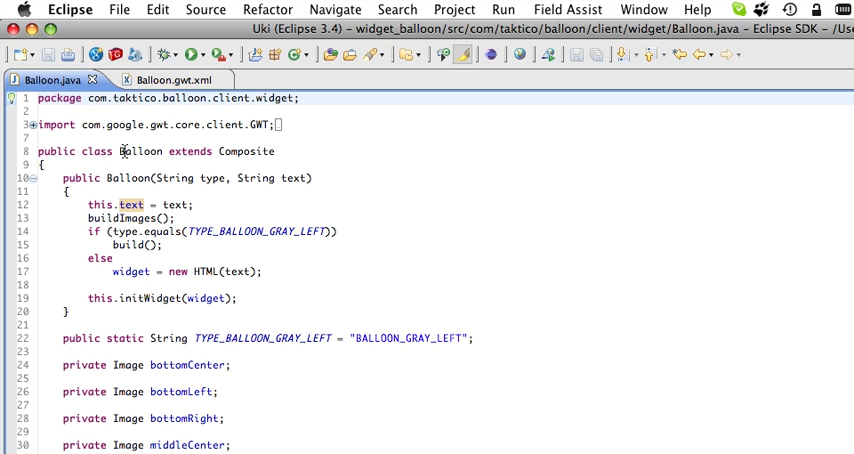 Eclipse File Edit Source Refactor Navigate Search Project Run Field Assist Window Help
Uki (Eclipse 3.4) – widget_balloon/src/com/taktico/balloon/client/widget/Balloon.java – Eclipse SDK – /Use
Balloon.java Balloon.gwt.xml
1 package com.taktico.balloon.client.widget;
2
3 import com.google.gwt.core.client.GWT;
7
8 public class Balloon extends Composite
9 {
10 public Balloon(String type, String text)
11 {
12 this.text = text;
13 buildImages();
14 if (type.equals(TYPE_BALLOON_GRAY_LEFT))
15 build();
16 else
17 widget = new HTML(text);
18
19 this.initWidget(widget);
20 }
21
22 public static String TYPE_BALLOON_GRAY_LEFT = "BALLOON_GRAY_LEFT";
23
24 private Image bottomCenter;
25
26 private Image bottomLeft;
27
28 private Image bottomRight;
29
30 private Image middleCenter;